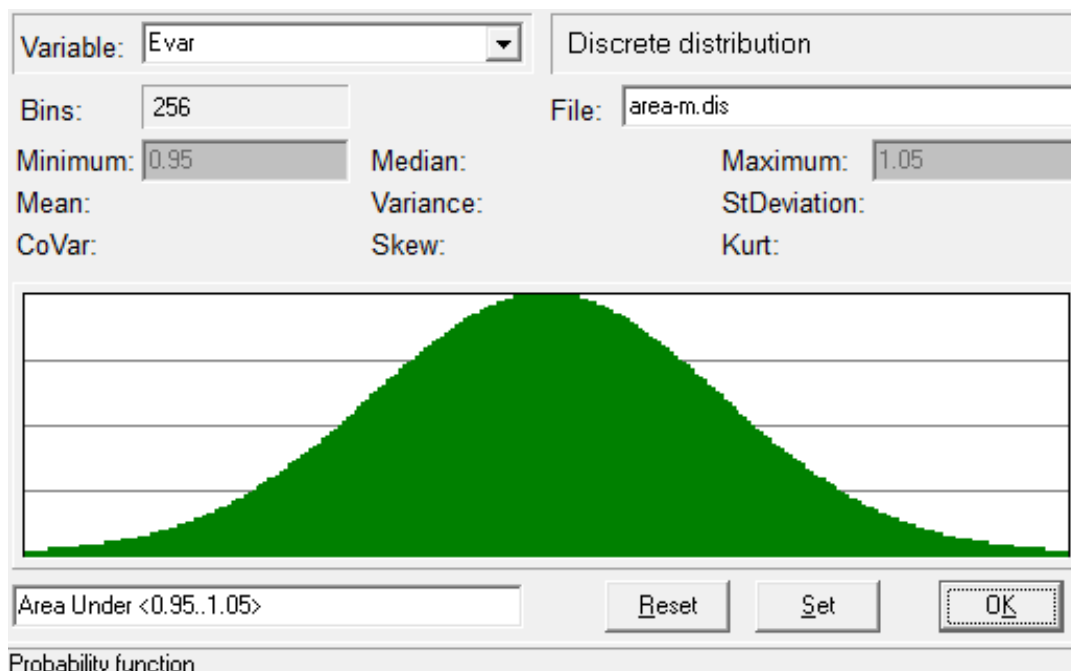 Variable: Evar Discrete distribution
Bins: 256 File: area-m.dis
Minimum: 0.95 Median: Maximum: 1.05
Mean: Variance: StDeviation:
CoVar: Skew: Kurt:
Area Under <0.95..1.05> Reset Set OK
Probability function